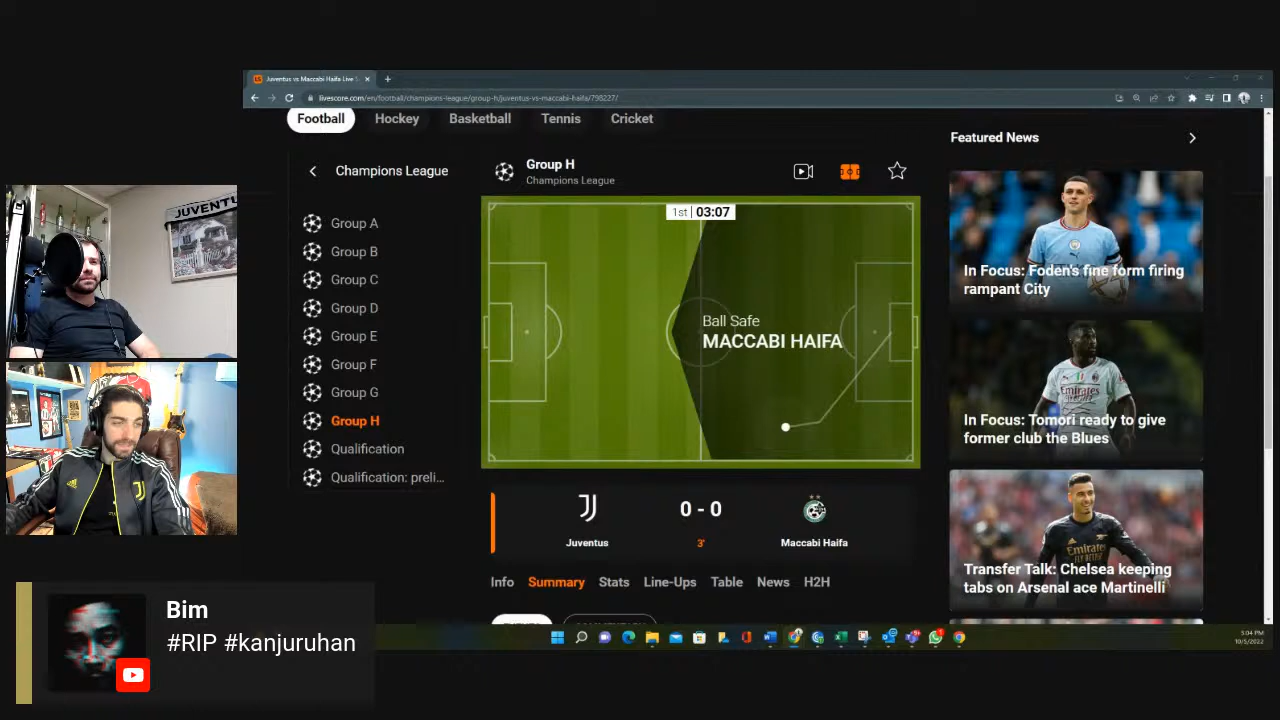 Juventus vs Maccabi Haifa Live S
livescore.com/en/football/champions-league/group-h/juventus-vs-maccabi-haifa/798227/
Football
Hockey
Basketball
Tennis
Cricket
Champions League
Group A
Group B
Group C
Group D
Group E
Group F
Group G
Group H
Qualification
Qualification: preli...
Group H
Champions League
1st 03:07
Ball Safe
MACCABI HAIFA
0 - 0
Juventus
3'
Maccabi Haifa
Info
Summary
Stats
Line-Ups
Table
News
H2H
Featured News
In Focus: Foden's fine form firing
rampant City
In Focus: Tomori ready to give
former club the Blues
Transfer Talk: Chelsea keeping
tabs on Arsenal ace Martinelli
JUVENTU
Bim
#RIP #kanjuruhan
10/5/2022